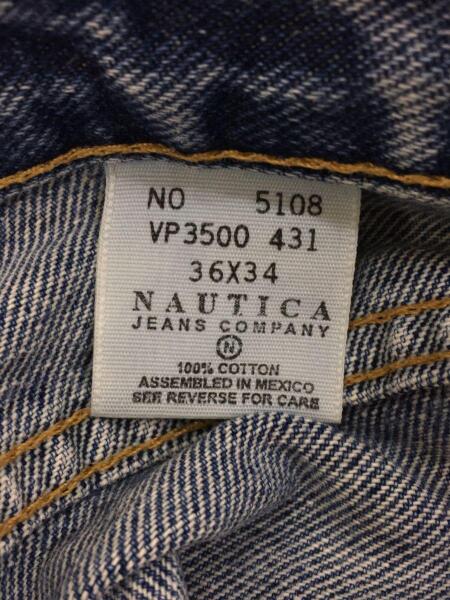 NO 5108
VP3500 431
36X34
NAUTICA
JEANS COMPANY
N
100% COTTON
ASSEMBLED IN MEXICO
SEE REVERSE FOR CARE